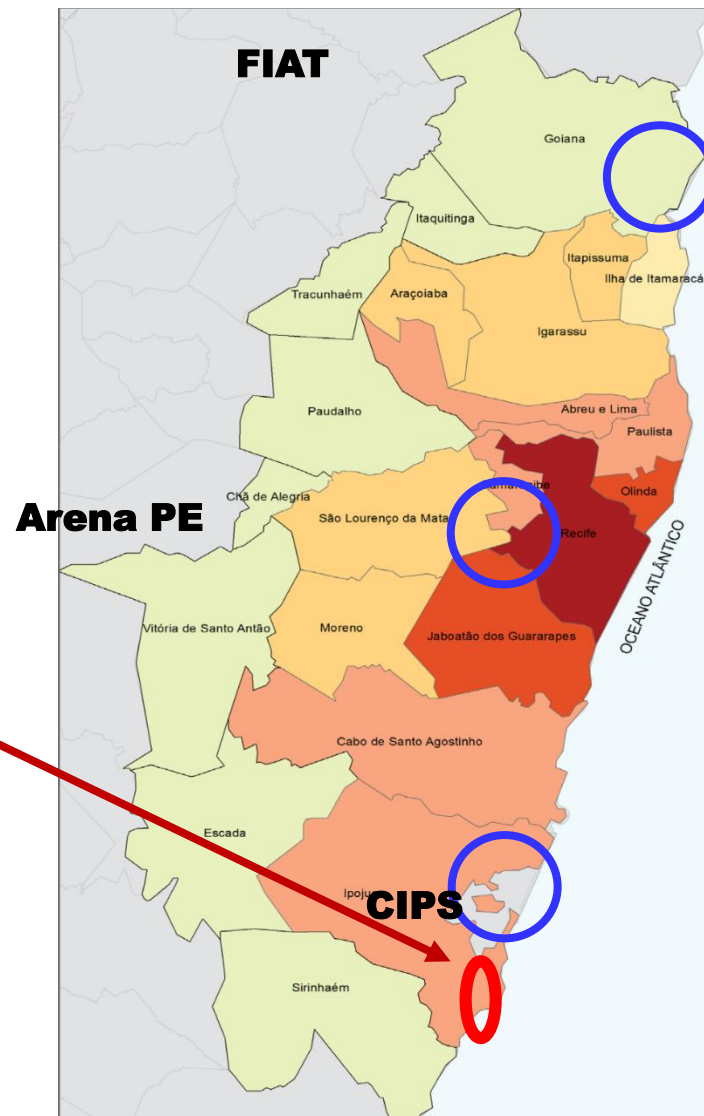 FIAT
Goiana
Itaquitinga
Itapissuma
Ilha de Itamaracá
Tracunhaém
Araçoiaba
Igarassu
Paudalho
Abreu e Lima
Paulista
Chã de Alegria
Olinda
Arena PE
São Lourenço da Mata
Recife
OCEANO ATLÂNTICO
Vitória de Santo Antão
Moreno
Jaboatão dos Guararapes
Cabo de Santo Agostinho
Escada
CIPS
Sirinhaém